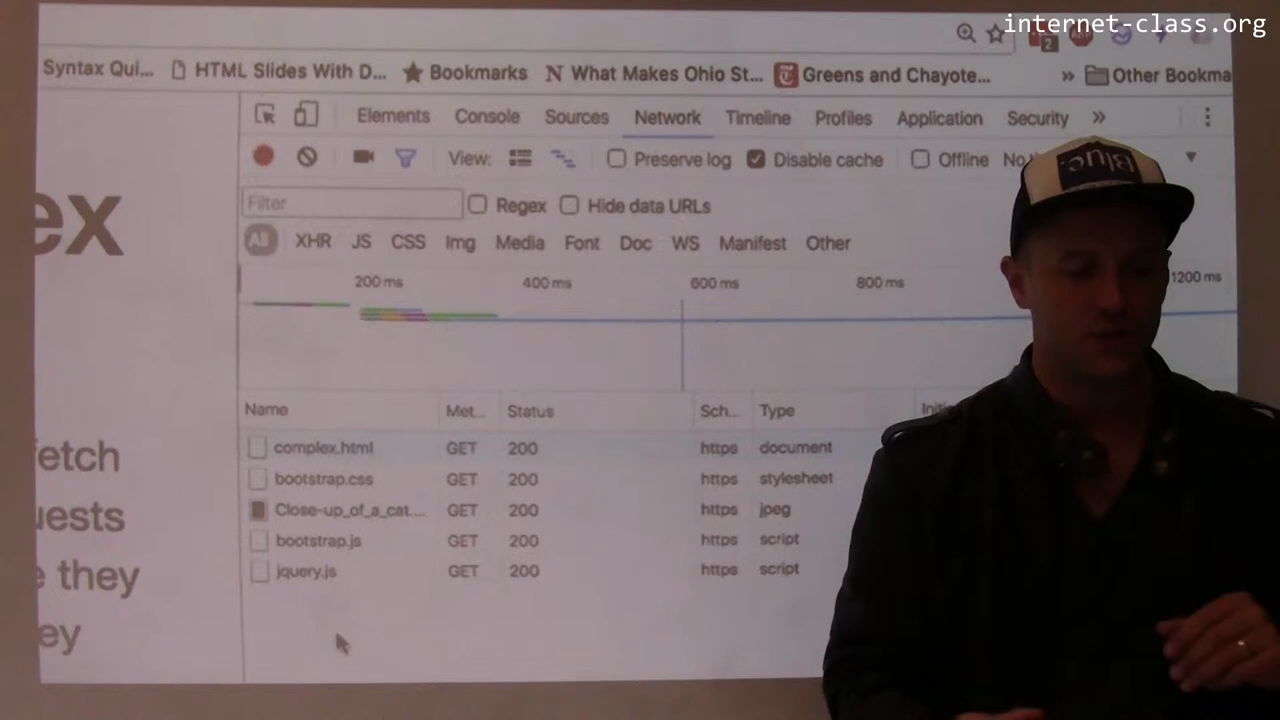 internet-class.org
2
Syntax Qui... HTML Slides With D... Bookmarks N What Makes Ohio St... Greens and Chayote... » Other Bookma
Elements Console Sources Network Timeline Profiles Application Security »
View: Preserve log Disable cache Offline No
Blue
ex
Filter Regex Hide data URLs
All XHR JS CSS Img Media Font Doc WS Manifest Other
200 ms 400 ms 600 ms 800 ms 1200 ms
Name Met... Status Sch... Type Initi
complex.html GET 200 https document
etch
bootstrap.css GET 200 https stylesheet
Close-up_of_a_cat.... GET 200 https jpeg
uests
bootstrap.js GET 200 https script
jquery.js GET 200 https script
e they
ey